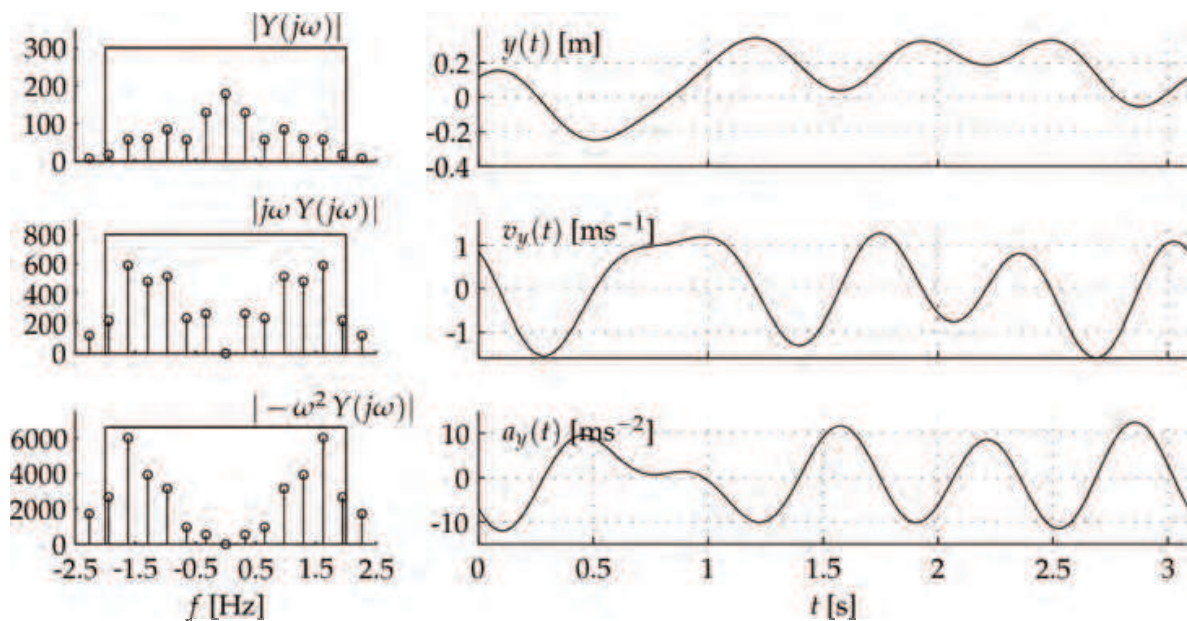 |Y(jω)|
300
200
100
0
y(t) [m]
0.2
0
-0.2
-0.4
|jω Y(jω)|
800
600
400
200
0
v_y(t) [ms⁻¹]
1
0
-1
|−ω² Y(jω)|
6000
4000
2000
0
-2.5 -1.5 -0.5 0.5 1.5 2.5
f [Hz]
a_y(t) [ms⁻²]
10
0
-10
0 0.5 1 1.5 2 2.5 3
t [s]